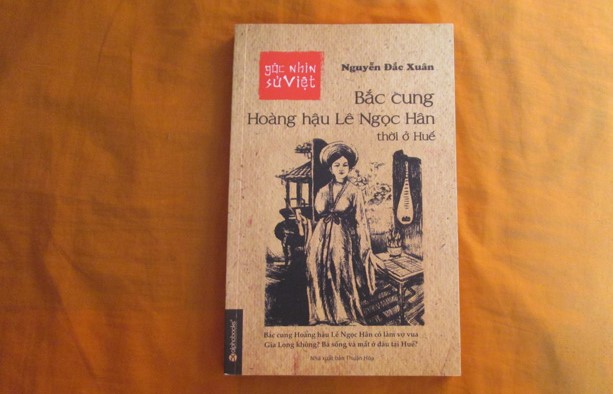 góc nhìn
sử việt
Nguyễn Đắc Xuân
Bắc cung
Hoàng hậu Lê Ngọc Hân
thời ở Huế
Bắc cung Hoàng hậu Lê Ngọc Hân có làm vợ vua
Gia Long không? Bà sống và mất ở đâu tại Huế?
Nhà xuất bản Thuận Hóa
alphabooks